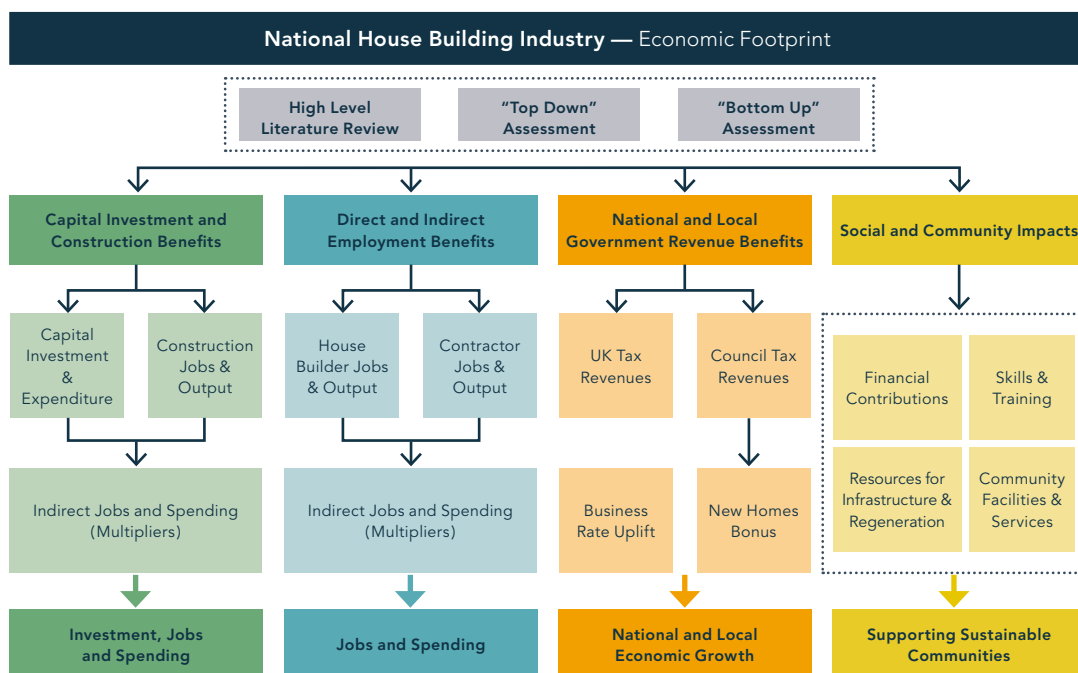 National House Building Industry — Economic Footprint
High Level
Literature Review
“Top Down”
Assessment
“Bottom Up”
Assessment
Capital Investment and
Construction Benefits
Direct and Indirect
Employment Benefits
National and Local
Government Revenue Benefits
Social and Community Impacts
Capital
Investment
&
Expenditure
Construction
Jobs &
Output
House
Builder Jobs
& Output
Contractor
Jobs &
Output
UK Tax
Revenues
Council Tax
Revenues
Financial
Contributions
Skills &
Training
Indirect Jobs and Spending
(Multipliers)
Indirect Jobs and Spending
(Multipliers)
Business
Rate Uplift
New Homes
Bonus
Resources for
Infrastructure &
Regeneration
Community
Facilities &
Services
Investment, Jobs
and Spending
Jobs and Spending
National and Local
Economic Growth
Supporting Sustainable
Communities